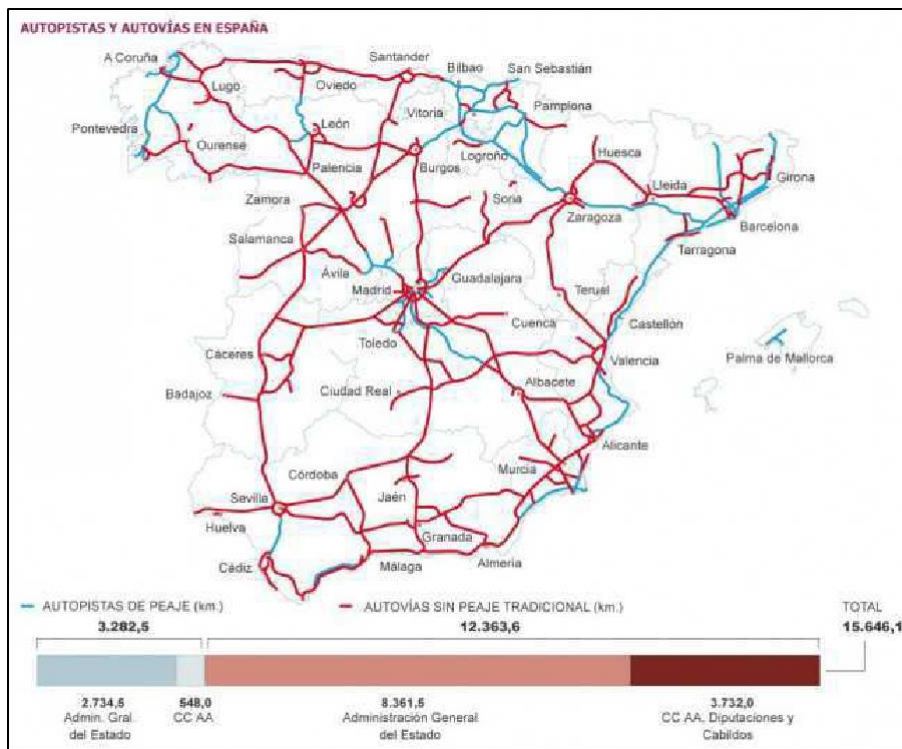 AUTOPISTAS Y AUTOVÍAS EN ESPAÑA
A Coruña
Santander
Bilbao
San Sebastián
Lugo
Oviedo
Vitoria
Pamplona
Pontevedra
León
Ourense
Logroño
Huesca
Palencia
Burgos
Girona
Zamora
Soria
Lleida
Zaragoza
Barcelona
Salamanca
Tarragona
Ávila
Guadalajara
Madrid
Teruel
Cuenca
Castellón
Toledo
Cáceres
Valencia
Palma de Mallorca
Albacete
Badajoz
Ciudad Real
Alicante
Córdoba
Murcia
Sevilla
Jaén
Huelva
Granada
Cádiz
Málaga
Almería
AUTOPISTAS DE PEAJE (km.)
AUTOVÍAS SIN PEAJE TRADICIONAL (km.)
TOTAL
3.282,5
12.363,6
15.646,1
2.734,5
548,0
8.361,5
3.732,0
Admin. Gral.
CC AA
Administración General
CC AA, Diputaciones y
del Estado
del Estado
Cabildos